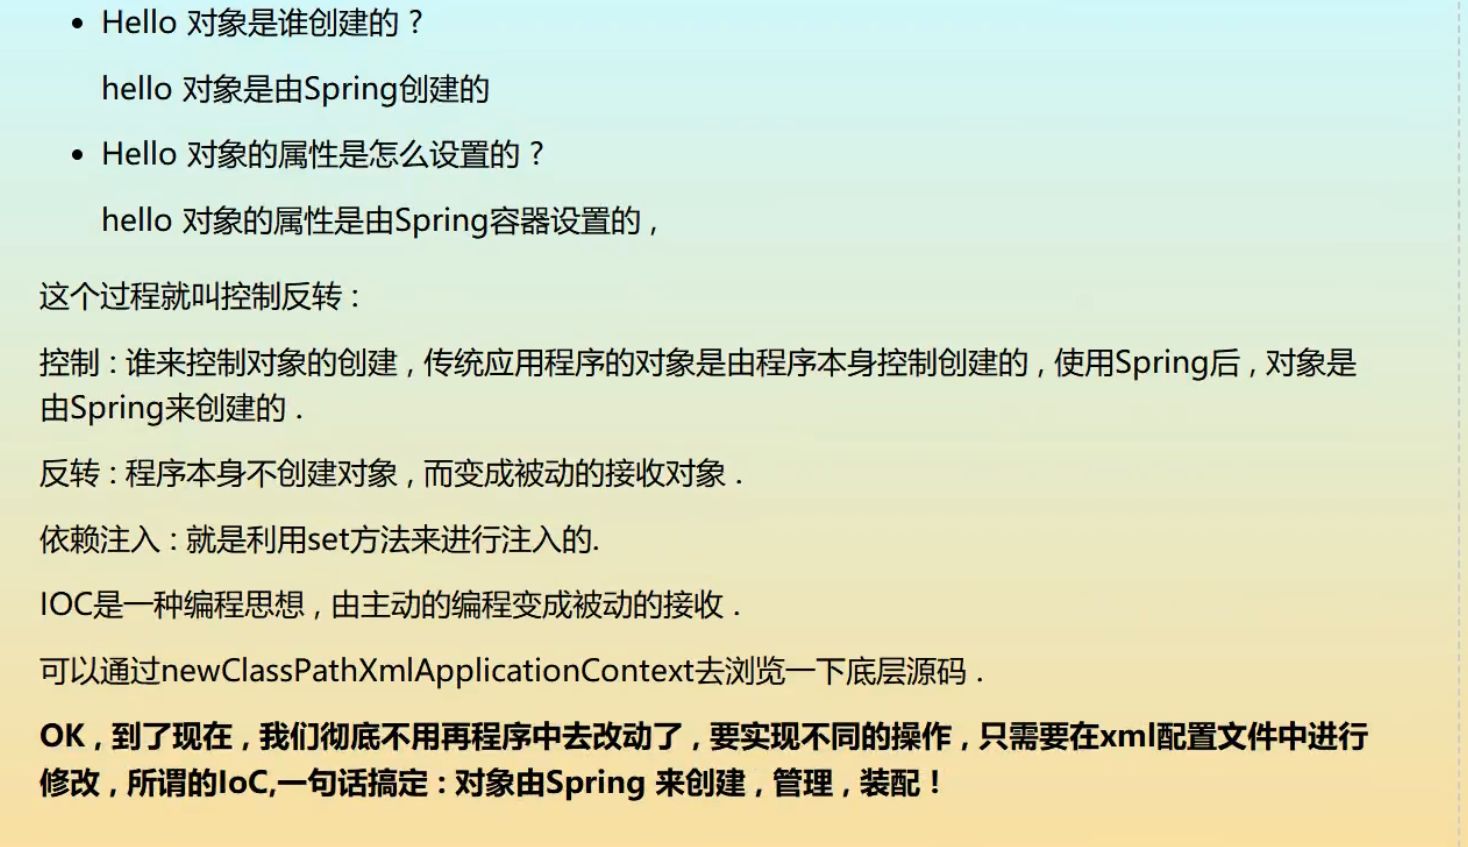 Hello 对象是谁创建的？
hello 对象是由Spring创建的
Hello 对象的属性是怎么设置的？
hello 对象的属性是由Spring容器设置的 ,
这个过程就叫控制反转 :
控制 : 谁来控制对象的创建 , 传统应用程序的对象是由程序本身控制创建的 , 使用Spring后 , 对象是
由Spring来创建的 .
反转 : 程序本身不创建对象 , 而变成被动的接收对象 .
依赖注入 : 就是利用set方法来进行注入的.
IOC是一种编程思想 , 由主动的编程变成被动的接收 .
可以通过newClassPathXmlApplicationContext去浏览一下底层源码 .
OK , 到了现在 , 我们彻底不用再程序中去改动了 , 要实现不同的操作 , 只需要在xml配置文件中进行
修改 , 所谓的IoC,一句话搞定 : 对象由Spring 来创建 , 管理 , 装配 !